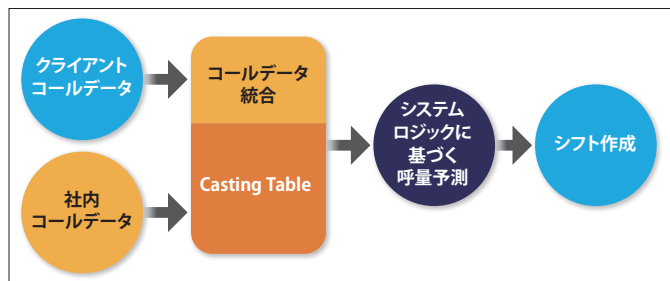 クライアント
コールデータ
社内
コールデータ
コールデータ
統合
Casting Table
システム
ロジックに
基づく
呼量予測
シフト作成